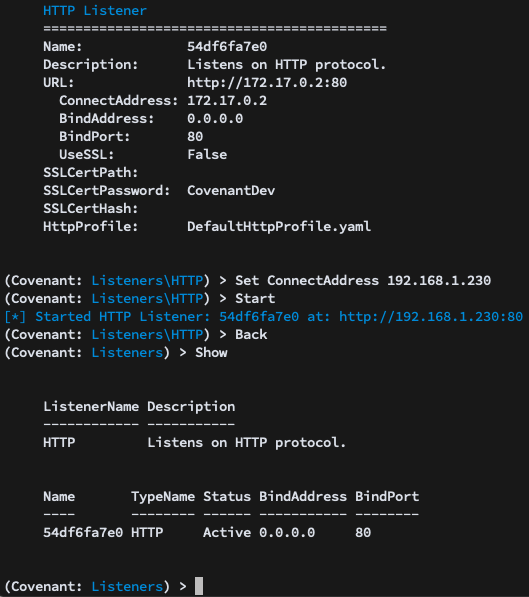 HTTP Listener
===========================================
Name: 54df6fa7e0
Description: Listens on HTTP protocol.
URL: http://172.17.0.2:80
ConnectAddress: 172.17.0.2
BindAddress: 0.0.0.0
BindPort: 80
UseSSL: False
SSLCertPath:
SSLCertPassword: CovenantDev
SSLCertHash:
HttpProfile: DefaultHttpProfile.yaml
(Covenant: Listeners\HTTP) > Set ConnectAddress 192.168.1.230
(Covenant: Listeners\HTTP) > Start
[*] Started HTTP Listener: 54df6fa7e0 at: http://192.168.1.230:80
(Covenant: Listeners\HTTP) > Back
(Covenant: Listeners) > Show
ListenerName Description
------------ -----------
HTTP Listens on HTTP protocol.
Name TypeName Status BindAddress BindPort
---- -------- ------ ----------- --------
54df6fa7e0 HTTP Active 0.0.0.0 80
(Covenant: Listeners) >